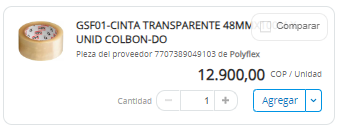 GSF01-CINTA TRANSPARENTE 48MM
Comparar
UNID COLBON-DO
Pieza del proveedor 7707389049103 de Polyflex
12.900,00 COP / Unidad
Cantidad — 1 + Agregar